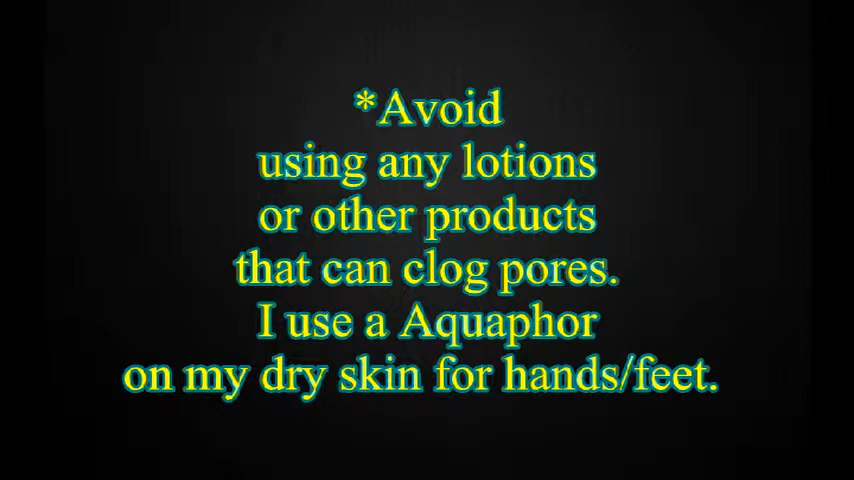 *Avoid
using any lotions
or other products
that can clog pores.
I use a Aquaphor
on my dry skin for hands/feet.